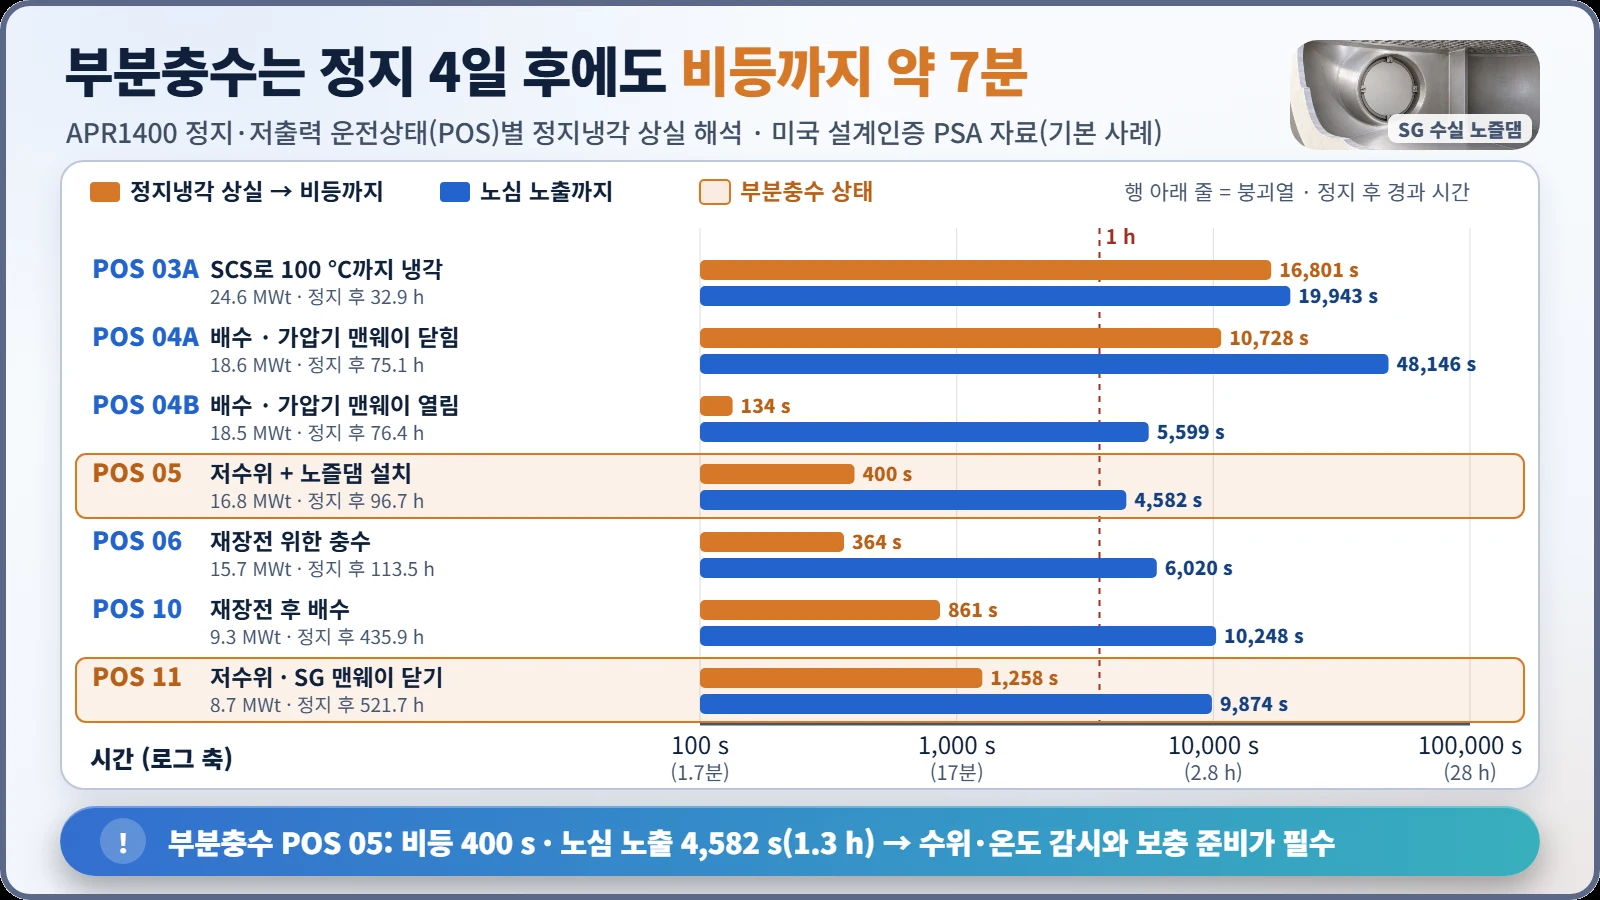 부분충수는 정지 4일 후에도 비등까지 약 7분
APR1400 정지·저출력 운전상태(POS)별 정지냉각 상실 해석 · 미국 설계인증 PSA 자료(기본 사례)
SG 수실 노즐댐
정지냉각 상실 → 비등까지
노심 노출까지
부분충수 상태
행 아래 줄 = 붕괴열 · 정지 후 경과 시간
1 h
POS 03A SCS로 100 °C까지 냉각
24.6 MWt · 정지 후 32.9 h
16,801 s
19,943 s
POS 04A 배수 · 가압기 맨웨이 닫힘
18.6 MWt · 정지 후 75.1 h
10,728 s
48,146 s
POS 04B 배수 · 가압기 맨웨이 열림
18.5 MWt · 정지 후 76.4 h
134 s
5,599 s
POS 05 저수위 + 노즐댐 설치
16.8 MWt · 정지 후 96.7 h
400 s
4,582 s
POS 06 재장전 위한 충수
15.7 MWt · 정지 후 113.5 h
364 s
6,020 s
POS 10 재장전 후 배수
9.3 MWt · 정지 후 435.9 h
861 s
10,248 s
POS 11 저수위 · SG 맨웨이 닫기
8.7 MWt · 정지 후 521.7 h
1,258 s
9,874 s
시간 (로그 축)
100 s 1,000 s 10,000 s 100,000 s
(1.7분) (17분) (2.8 h) (28 h)
! 부분충수 POS 05: 비등 400 s · 노심 노출 4,582 s(1.3 h) → 수위·온도 감시와 보충 준비가 필수